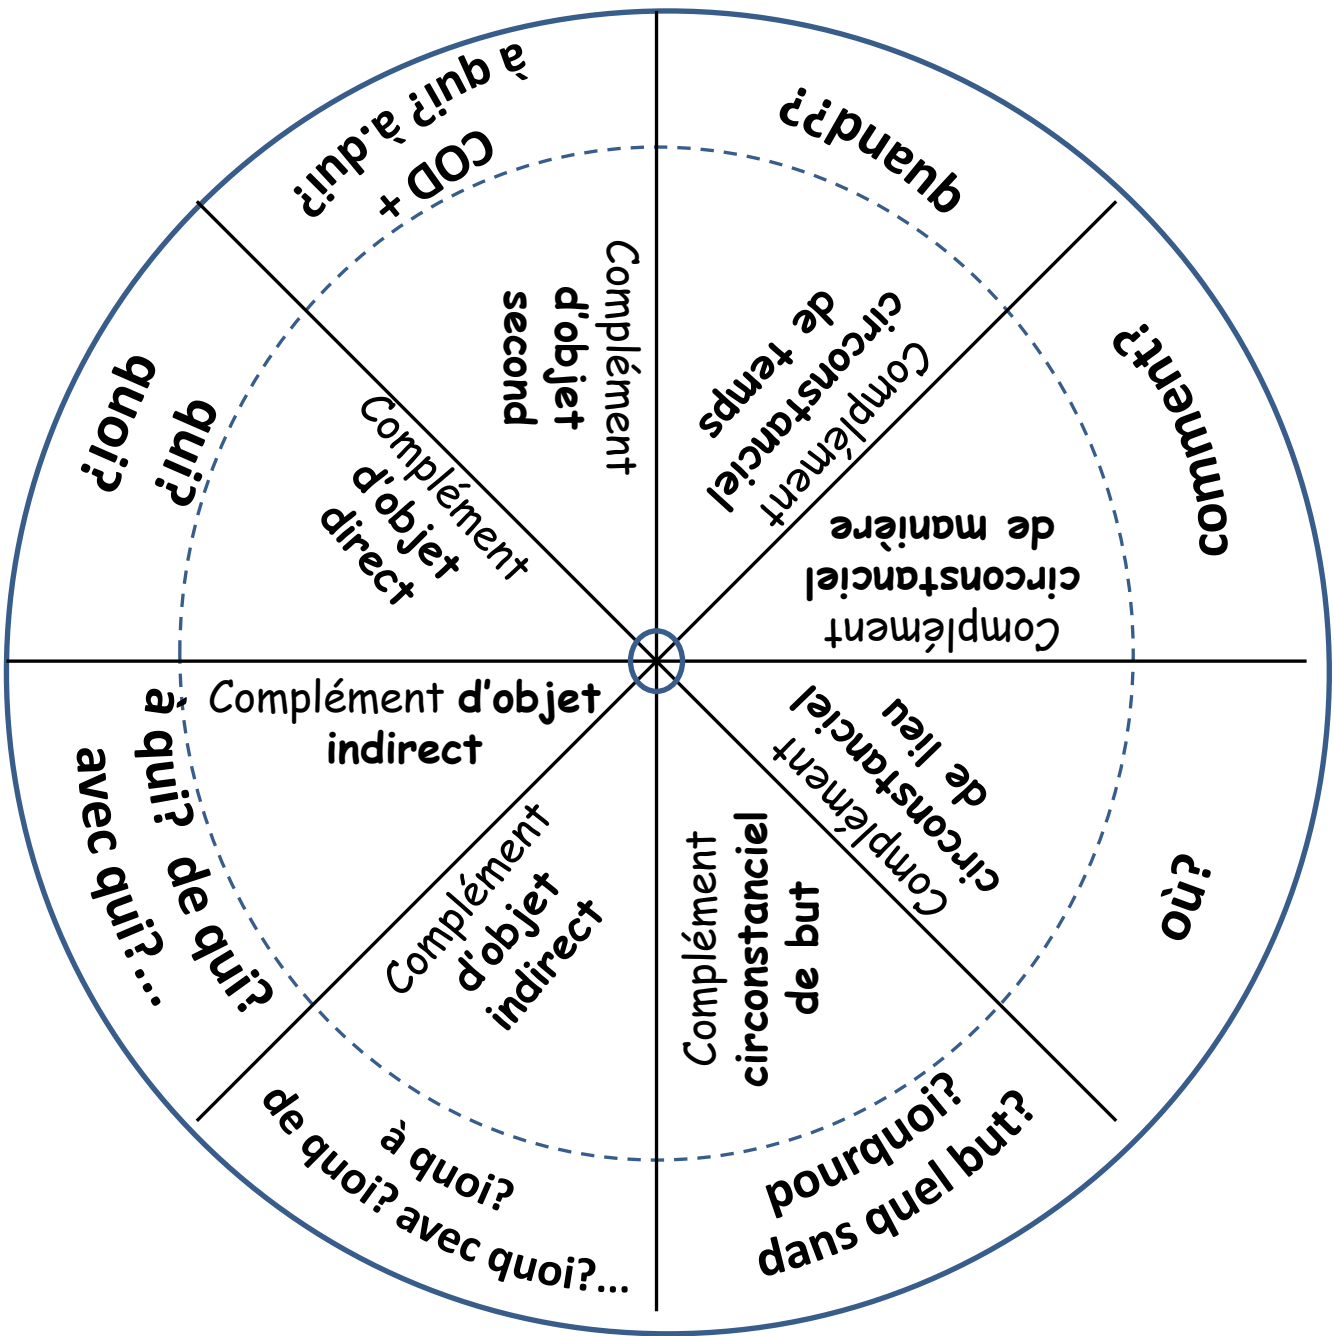 à qui? à.qui?
COD +
Complément
d'objet
second
quand??
Complément
circonstanciel
de temps
comment?
Complément
circonstanciel
de manière
où?
Complément
circonstanciel
de lieu
pourquoi?
dans quel but?
Complément
circonstanciel
de but
Complément
d'objet
indirect
à quoi?
de quoi? avec quoi?...
Complément d'objet
indirect
à qui? de qui?
avec qui?...
quoi?
qui?
Complément
d'objet
direct